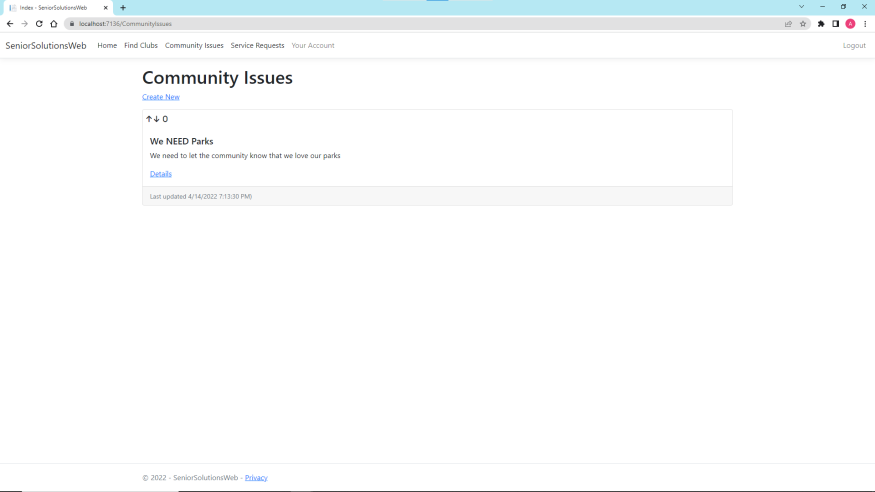 Index - SeniorSolutionsWeb
localhost:7136/CommunityIssues
A
SeniorSolutionsWeb Home Find Clubs Community Issues Service Requests Your Account Logout
Community Issues
Create New
0
We NEED Parks
We need to let the community know that we love our parks
Details
Last updated 4/14/2022 7:13:30 PM)
© 2022 - SeniorSolutionsWeb - Privacy